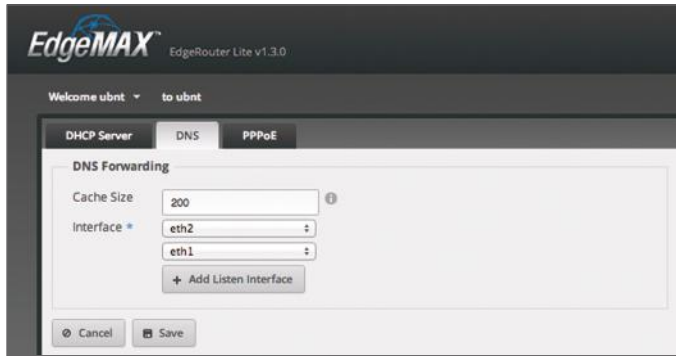 EdgeMAX™ EdgeRouter Lite v1.3.0
Welcome ubnt to ubnt
DHCP Server DNS PPPoE
DNS Forwarding
Cache Size 200
Interface * eth2
eth1
+ Add Listen Interface
Cancel Save